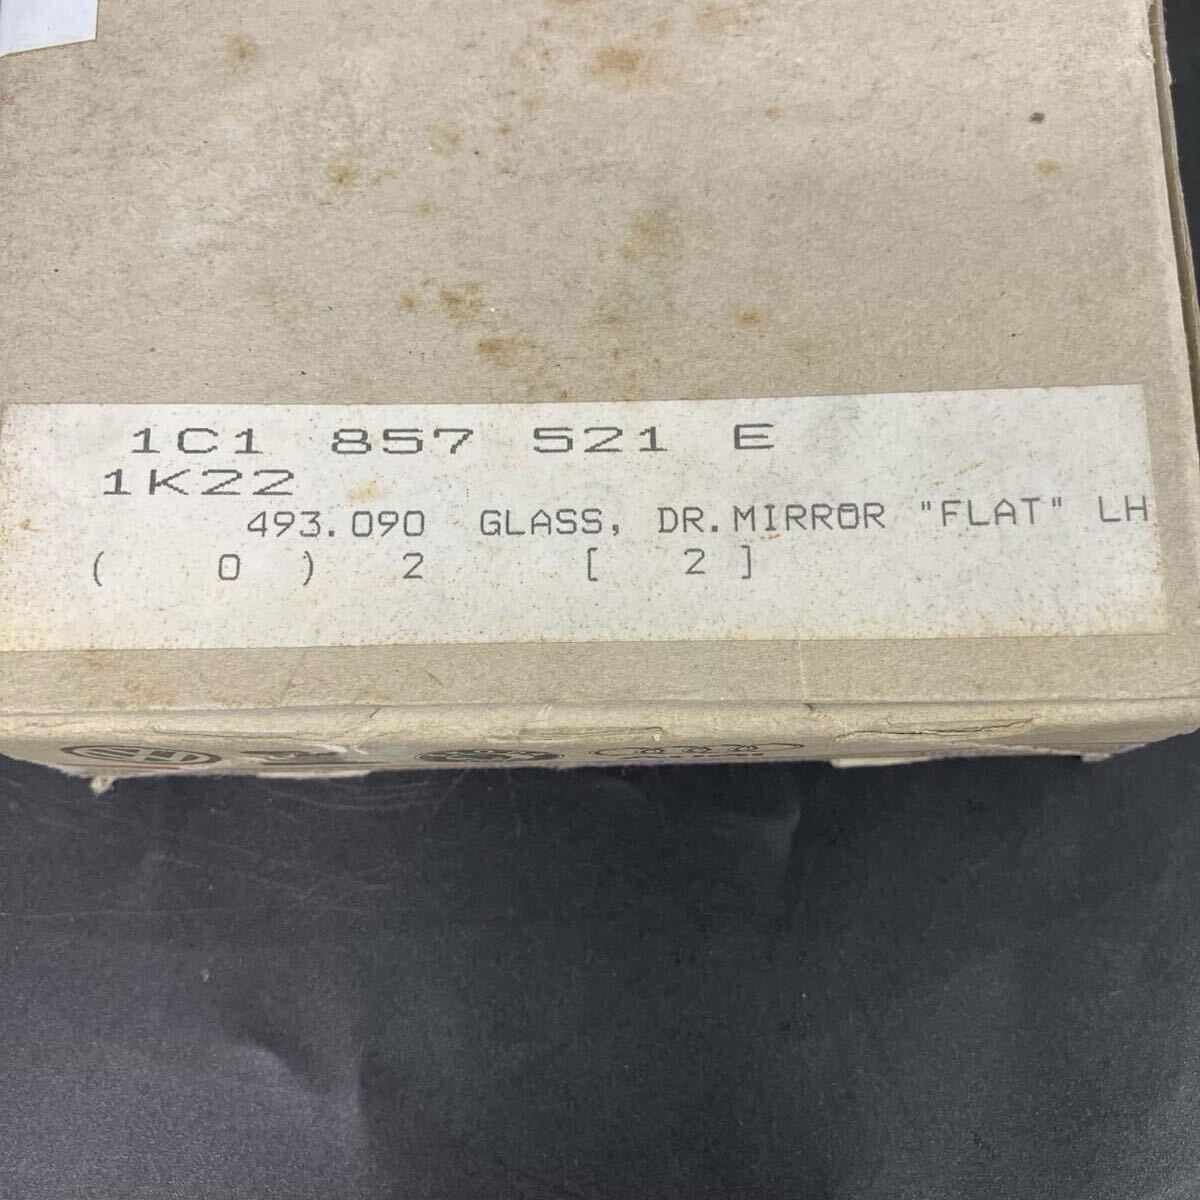 1C1 857 521 E
1K22
493.090 GLASS, DR.MIRROR "FLAT" LH
( 0 ) 2 [ 2 ]